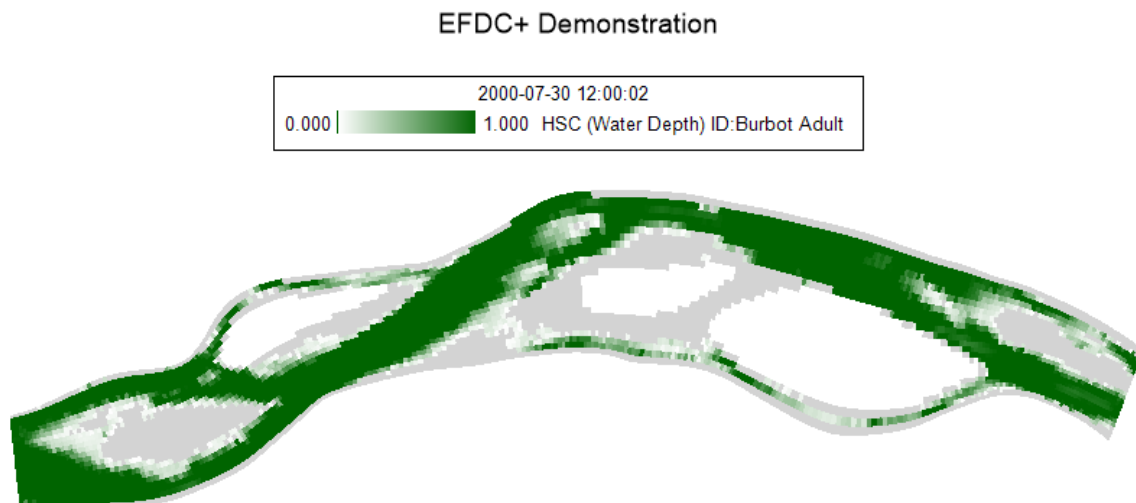 EFDC+ Demonstration
2000-07-30 12:00:02
0.000 1.000 HSC (Water Depth) ID:Burbot Adult